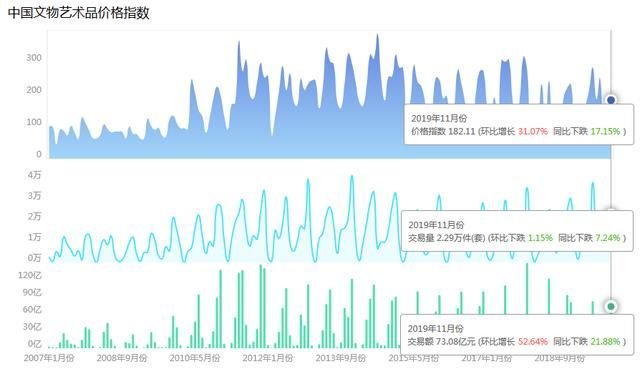 中国文物艺术品价格指数
300
200
100
0
2019年11月份
价格指数 182.11 (环比增长 31.07% 同比下跌 17.15% )
4万
3万
2万
1万
0万
2019年11月份
交易量 2.29万件(套) (环比下跌 1.15% 同比下跌 7.24% )
120亿
90亿
60亿
30亿
0亿
2019年11月份
交易额 73.08亿元 (环比增长 52.64% 同比下跌 21.88% )
2007年1月份 2008年9月份 2010年5月份 2012年1月份 2013年9月份 2015年5月份 2017年1月份 2018年9月份